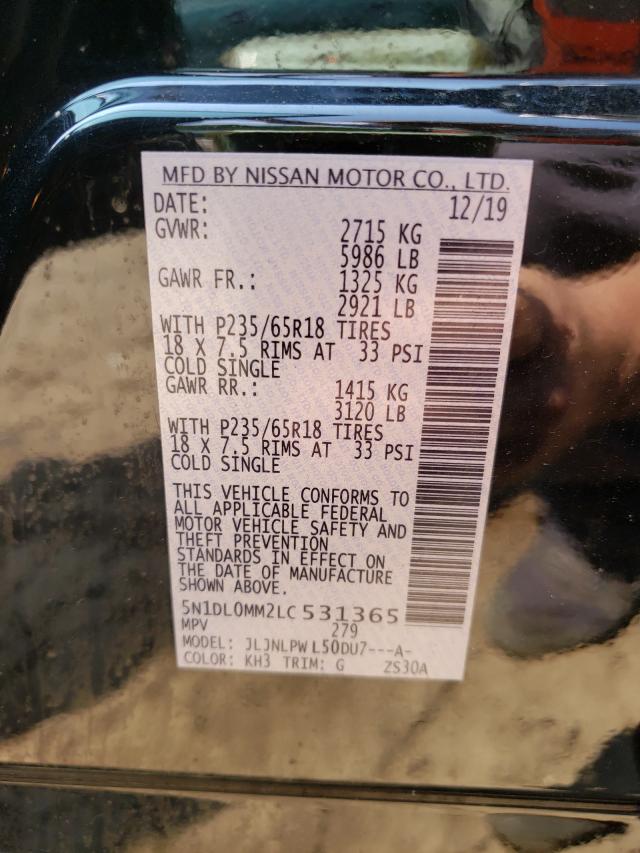 MFD BY NISSAN MOTOR CO., LTD.
DATE: 12/19
GVWR: 2715 KG
5986 LB
GAWR FR.: 1325 KG
2921 LB
WITH P235/65R18 TIRES
18 X 7.5 RIMS AT 33 PSI
COLD SINGLE
GAWR RR.: 1415 KG
3120 LB
WITH P235/65R18 TIRES
18 X 7.5 RIMS AT 33 PSI
COLD SINGLE
THIS VEHICLE CONFORMS TO
ALL APPLICABLE FEDERAL
MOTOR VEHICLE SAFETY AND
THEFT PREVENTION
STANDARDS IN EFFECT ON
THE DATE OF MANUFACTURE
SHOWN ABOVE.
5N1DL0MM2LC 531365
MPV 279
MODEL: JLJNLPW L50DU7---A-
COLOR: KH3 TRIM: G ZS30A